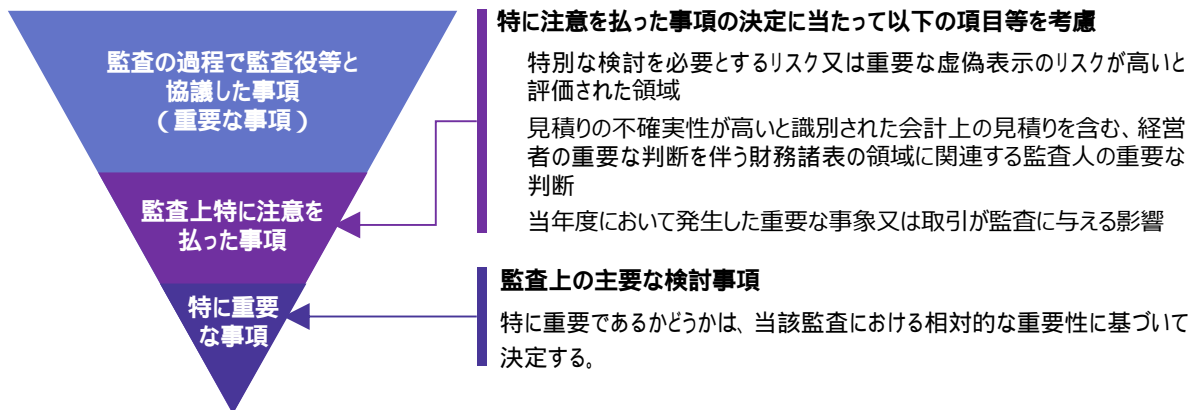 監査の過程で監査役等と
協議した事項
(重要な事項)
監査上特に注意を
払った事項
特に重要
な事項
特に注意を払った事項の決定に当たって以下の項目等を考慮
特別な検討を必要とするリスク又は重要な虚偽表示のリスクが高いと
評価された領域
見積りの不確実性が高いと識別された会計上の見積りを含む、経営
者の重要な判断を伴う財務諸表の領域に関連する監査人の重要な
判断
当年度において発生した重要な事象又は取引が監査に与える影響
監査上の主要な検討事項
特に重要であるかどうかは、当該監査における相対的な重要性に基づいて
決定する。